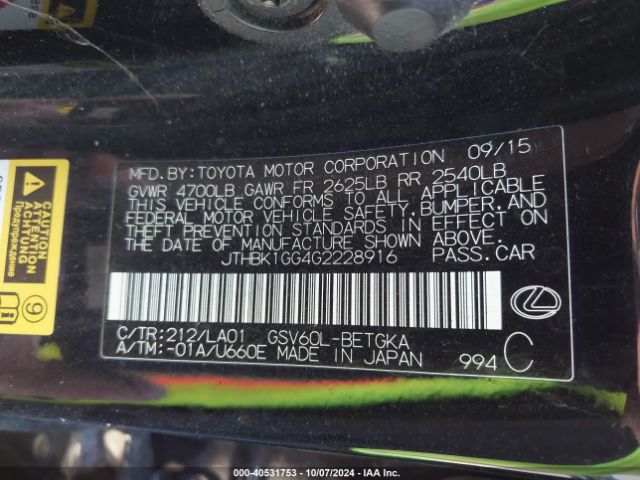 MFD.BY:TOYOTA MOTOR CORPORATION 09/15
GVWR 4700LB GAWR FR 2625LB RR 2540LB
THIS VEHICLE CONFORMS TO ALL APPLICABLE
FEDERAL MOTOR VEHICLE SAFETY,BUMPER,AND
THEFT PREVENTION STANDARDS IN EFFECT ON
THE DATE OF MANUFACTURE SHOWN ABOVE.
JTHBK1GG4G2228916 PASS.CAR
C/TR:212/LA01 GSV60L-BETGKA
A/TM:-01A/U660E MADE IN JAPAN 994 C
CAUTION
ATTENTION
Предупреждение
9
00-40531753 - 10/07/2024 - IAA Inc.